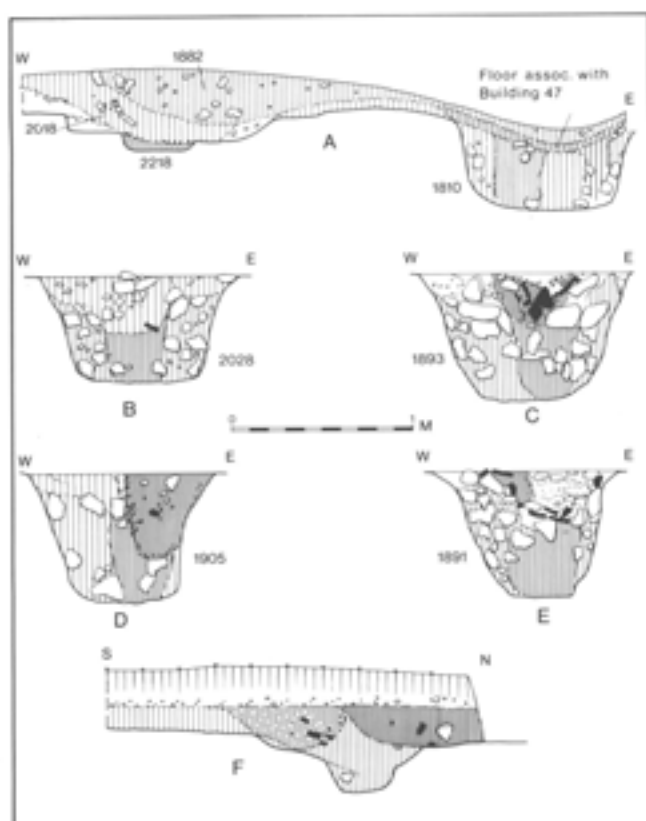 W
1882
Floor assoc. with
Building 47
E
2018
A
2218
1810
W E
W E
2028
1893
B
C
0 1
M
W E
W E
1905
1891
D
E
S N
F